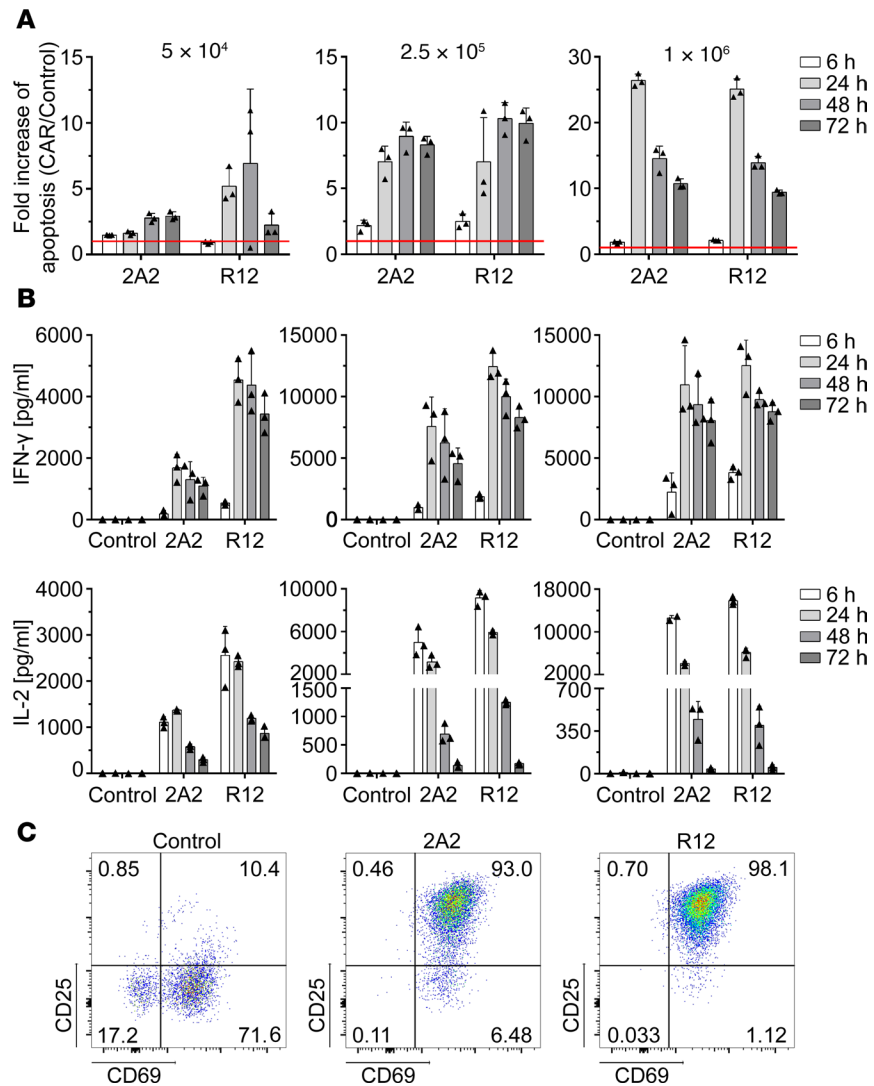 A
5 × 10⁴
2.5 × 10⁵
1 × 10⁶
Fold increase of
apoptosis (CAR/Control)
15
10
5
0
15
10
5
0
30
20
10
0
2A2
R12
2A2
R12
2A2
R12
6 h
24 h
48 h
72 h
B
IFN-γ [pg/ml]
6000
4000
2000
0
15000
10000
5000
0
15000
10000
5000
0
Control
2A2
R12
Control
2A2
R12
Control
2A2
R12
6 h
24 h
48 h
72 h
IL-2 [pg/ml]
4000
3000
2000
1000
0
10000
6000
2000
1500
1000
500
0
18000
10000
2000
700
350
0
Control
2A2
R12
Control
2A2
R12
Control
2A2
R12
6 h
24 h
48 h
72 h
C
Control
2A2
R12
CD25
0.85
10.4
17.2
71.6
CD69
CD25
0.46
93.0
0.11
6.48
CD69
CD25
0.70
98.1
0.033
1.12
CD69